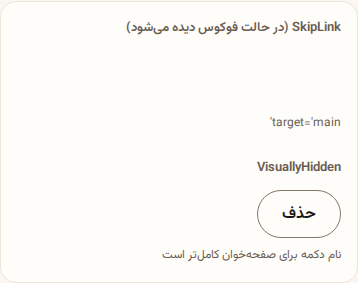 SkipLink (در حالت فوکوس دیده می‌شود)
target='main'
VisuallyHidden
حذف
نام دکمه برای صفحه‌خوان کامل‌تر است